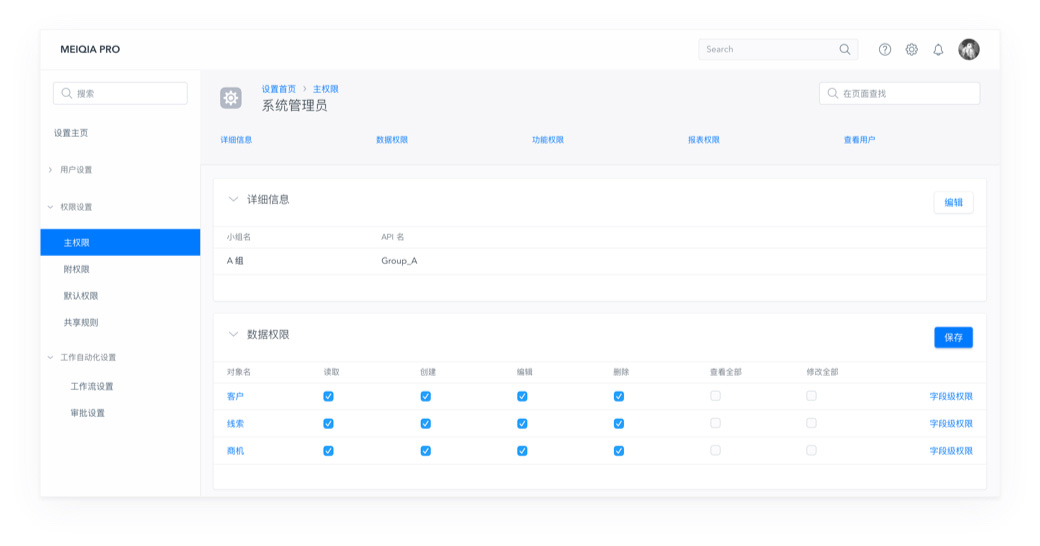 MEIQIA PRO
Search
搜索
设置主页
用户设置
权限设置
主权限
附权限
默认权限
共享规则
工作自动化设置
工作流设置
审批设置
设置首页 > 主权限
系统管理员
在页面查找
详细信息 数据权限 功能权限 报表权限 查看用户
详细信息
编辑
小组名 API 名
A 组 Group_A
数据权限
保存
对象名 读取 创建 编辑 删除 查看全部 修改全部
客户 字段级权限
线索 字段级权限
商机 字段级权限